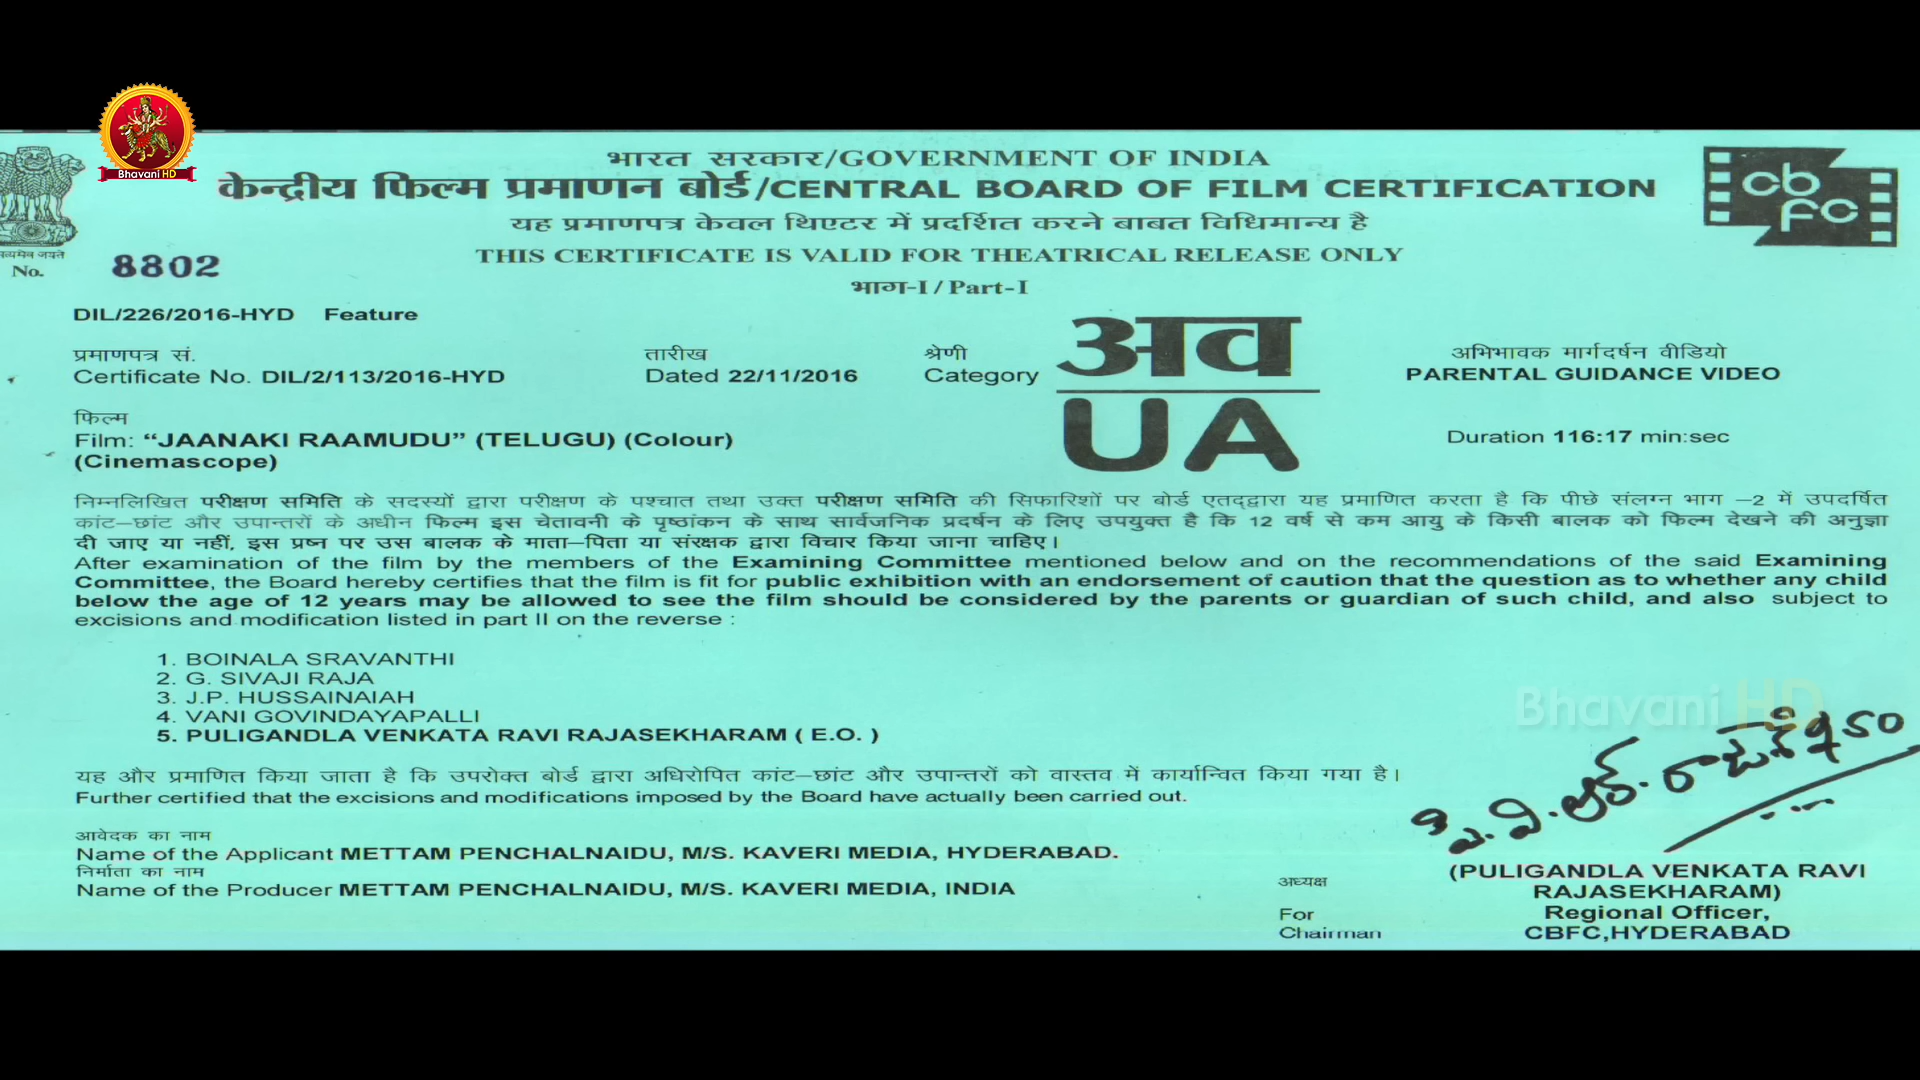 Bhavani HD
भारत सरकार/GOVERNMENT OF INDIA
केन्द्रीय फिल्म प्रमाणन बोर्ड/CENTRAL BOARD OF FILM CERTIFICATION
cbfc
यह प्रमाणपत्र केवल थिएटर में प्रदर्शित करने बाबत विधिमान्य है
THIS CERTIFICATE IS VALID FOR THEATRICAL RELEASE ONLY
No. 8802
भाग-I / Part-I
DIL/226/2016-HYD Feature
प्रमाणपत्र सं. तारीख श्रेणी अव अभिभावक मार्गदर्षन वीडियो
Certificate No. DIL/2/113/2016-HYD Dated 22/11/2016 Category UA PARENTAL GUIDANCE VIDEO
फिल्म
Film: “JAANAKI RAAMUDU” (TELUGU) (Colour) Duration 116:17 min:sec
(Cinemascope)
निम्नलिखित परीक्षण समिति के सदस्यों द्वारा परीक्षण के पश्चात तथा उक्त परीक्षण समिति की सिफारिशों पर बोर्ड एतद्द्वारा यह प्रमाणित करता है कि पीछे संलग्न भाग –2 में उपदर्षित
कांट–छांट और उपान्तरों के अधीन फिल्म इस चेतावनी के पृष्ठांकन के साथ सार्वजनिक प्रदर्षन के लिए उपयुक्त है कि 12 वर्ष से कम आयु के किसी बालक को फिल्म देखने की अनुज्ञा
दी जाए या नहीं, इस प्रष्न पर उस बालक के माता–पिता या संरक्षक द्वारा विचार किया जाना चाहिए।
After examination of the film by the members of the Examining Committee mentioned below and on the recommendations of the said Examining
Committee, the Board hereby certifies that the film is fit for public exhibition with an endorsement of caution that the question as to whether any child
below the age of 12 years may be allowed to see the film should be considered by the parents or guardian of such child, and also subject to
excisions and modification listed in part II on the reverse :
1. BOINALA SRAVANTHI
2. G. SIVAJI RAJA
3. J.P. HUSSAINAIAH
4. VANI GOVINDAYAPALLI
5. PULIGANDLA VENKATA RAVI RAJASEKHARAM ( E.O. )
Bhavani HD
यह और प्रमाणित किया जाता है कि उपरोक्त बोर्ड द्वारा अधिरोपित कांट–छांट और उपान्तरों को वास्तव में कार्यान्वित किया गया है।
Further certified that the excisions and modifications imposed by the Board have actually been carried out.
आवेदक का नाम
Name of the Applicant METTAM PENCHALNAIDU, M/S. KAVERI MEDIA, HYDERABAD.
निर्माता का नाम
Name of the Producer METTAM PENCHALNAIDU, M/S. KAVERI MEDIA, INDIA
अध्यक्ष
For
Chairman
(PULIGANDLA VENKATA RAVI
RAJASEKHARAM)
Regional Officer,
CBFC,HYDERABAD